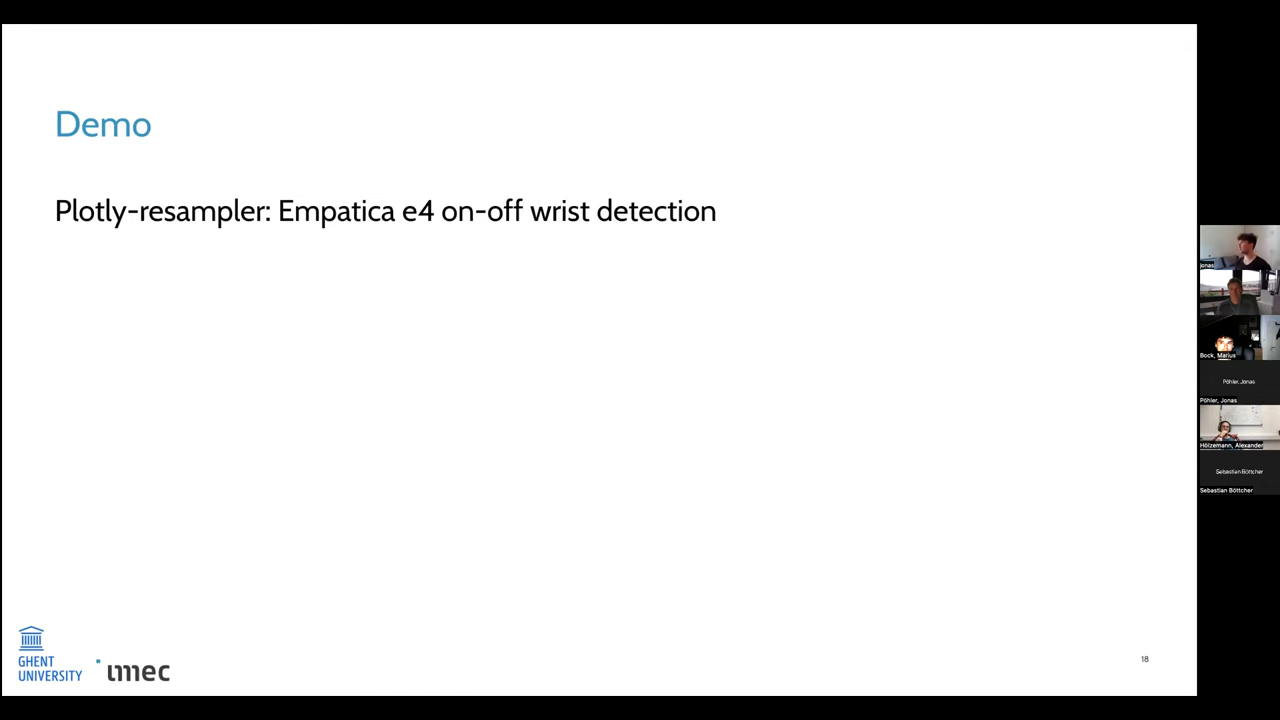 Demo
Plotly-resampler: Empatica e4 on-off wrist detection
jonas
Bock, Marius
Pöhler, Jonas
Pöhler, Jonas
Hölzemann, Alexander
Sebastian Böttcher
Sebastian Böttcher
GHENT
UNIVERSITY
imec
18